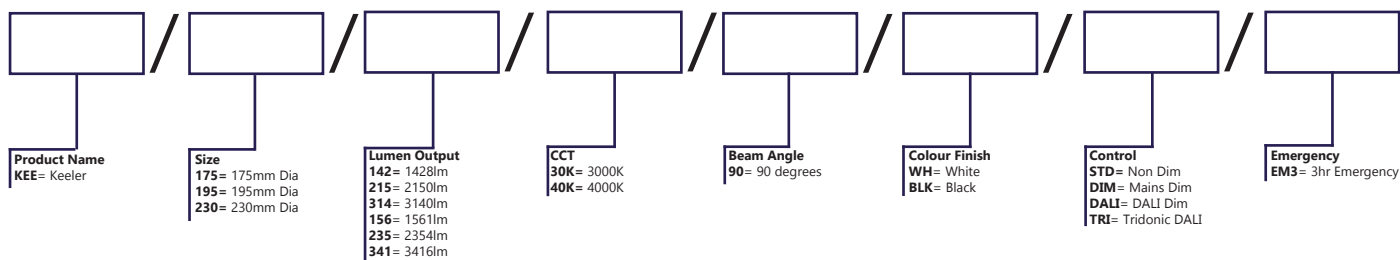 / / / / / / /
Product Name
KEE= Keeler
Size
175= 175mm Dia
195= 195mm Dia
230= 230mm Dia
Lumen Output
142= 1428lm
215= 2150lm
314= 3140lm
156= 1561lm
235= 2354lm
341= 3416lm
CCT
30K= 3000K
40K= 4000K
Beam Angle
90= 90 degrees
Colour Finish
WH= White
BLK= Black
Control
STD= Non Dim
DIM= Mains Dim
DALI= DALI Dim
TRI= Tridonic DALI
Emergency
EM3= 3hr Emergency